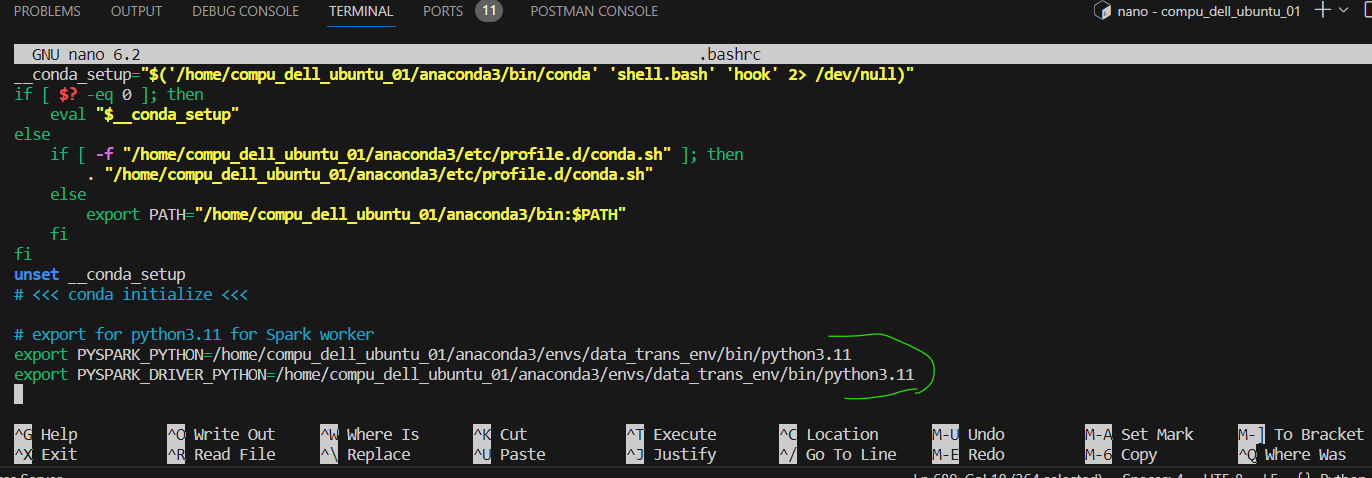 PROBLEMS OUTPUT DEBUG CONSOLE TERMINAL PORTS 11 POSTMAN CONSOLE nano - compu_dell_ubuntu_01
GNU nano 6.2 .bashrc
__conda_setup="$('/home/compu_dell_ubuntu_01/anaconda3/bin/conda' 'shell.bash' 'hook' 2> /dev/null)"
if [ $? -eq 0 ]; then
    eval "$__conda_setup"
else
    if [ -f "/home/compu_dell_ubuntu_01/anaconda3/etc/profile.d/conda.sh" ]; then
        . "/home/compu_dell_ubuntu_01/anaconda3/etc/profile.d/conda.sh"
    else
        export PATH="/home/compu_dell_ubuntu_01/anaconda3/bin:$PATH"
    fi
fi
unset __conda_setup
# <<< conda initialize <<<
# export for python3.11 for Spark worker
export PYSPARK_PYTHON=/home/compu_dell_ubuntu_01/anaconda3/envs/data_trans_env/bin/python3.11
export PYSPARK_DRIVER_PYTHON=/home/compu_dell_ubuntu_01/anaconda3/envs/data_trans_env/bin/python3.11
^G Help ^O Write Out ^W Where Is ^K Cut ^T Execute ^C Location M-U Undo M-A Set Mark M-] To Bracket
^X Exit ^R Read File ^\ Replace ^U Paste ^J Justify ^/ Go To Line M-E Redo M-6 Copy ^Q Where Was